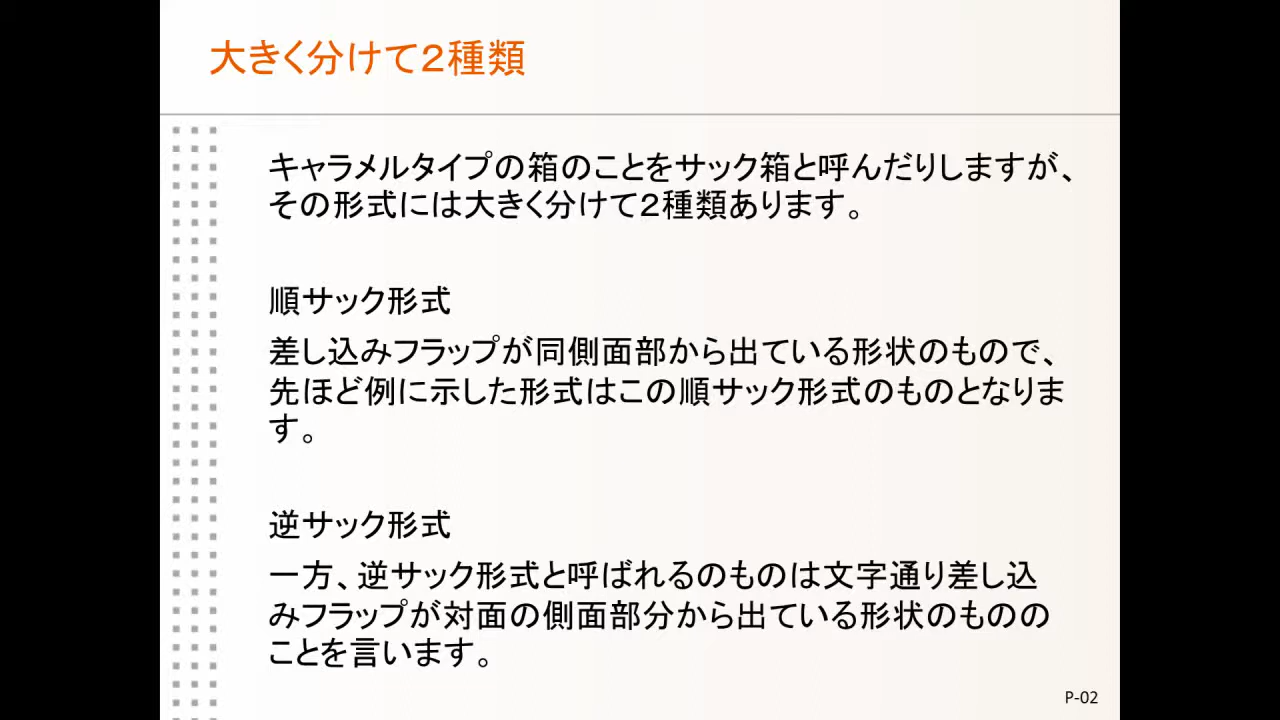 大きく分けて２種類
キャラメルタイプの箱のことをサック箱と呼んだりしますが、
その形式には大きく分けて２種類あります。
順サック形式
差し込みフラップが同側面部から出ている形状のもので、
先ほど例に示した形式はこの順サック形式のものとなりま
す。
逆サック形式
一方、逆サック形式と呼ばれるのものは文字通り差し込
みフラップが対面の側面部分から出ている形状のものの
ことを言います。
P-02